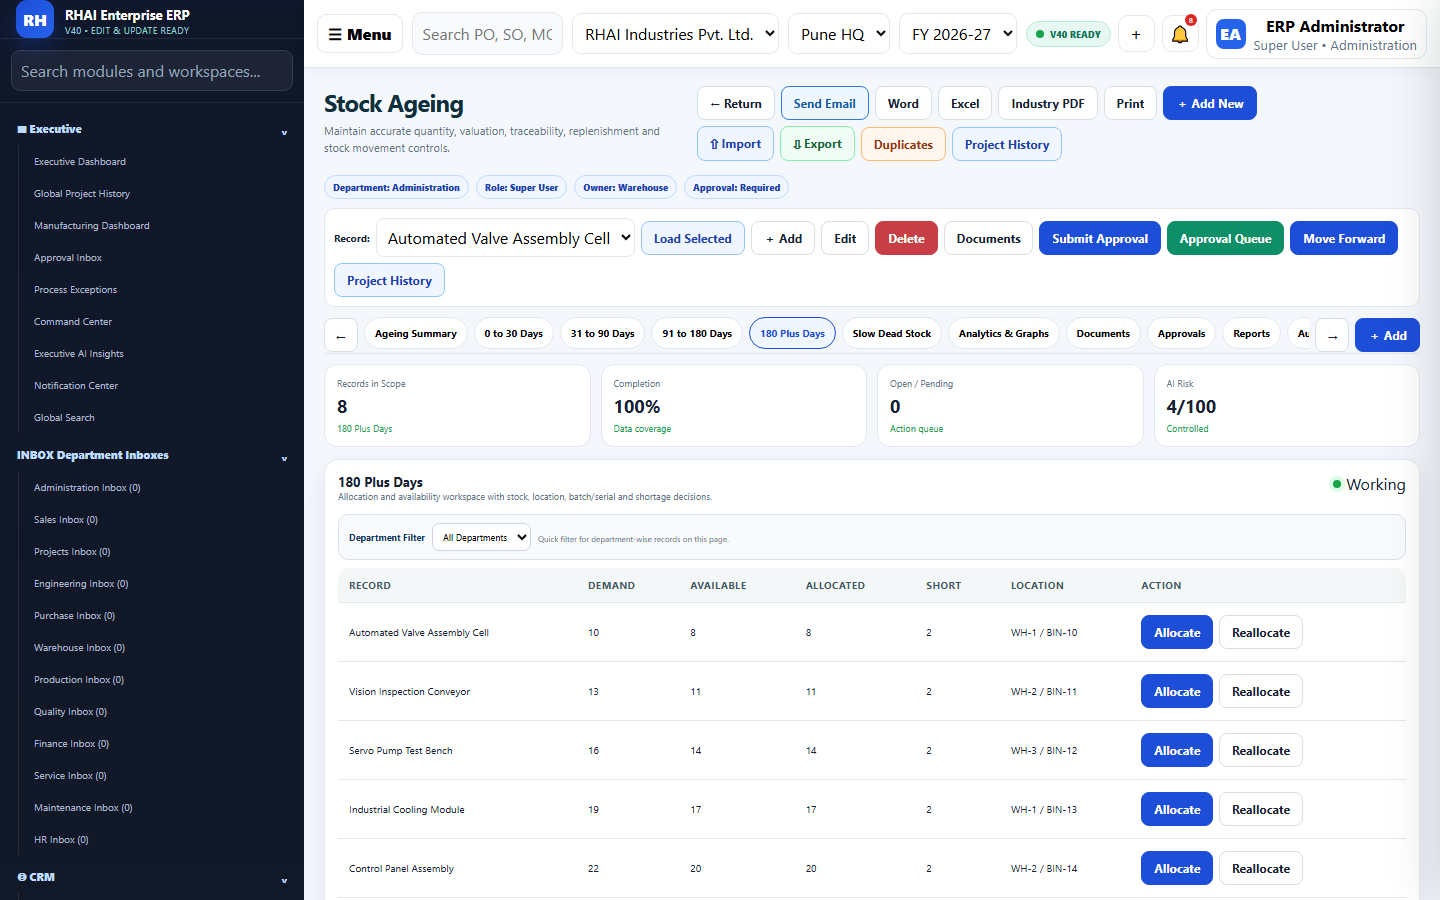 RH
RHAI Enterprise ERP
V40 • EDIT & UPDATE READY
Search modules and workspaces...
Executive
Executive Dashboard
Global Project History
Manufacturing Dashboard
Approval Inbox
Process Exceptions
Command Center
Executive AI Insights
Notification Center
Global Search
INBOX Department Inboxes
Administration Inbox (0)
Sales Inbox (0)
Projects Inbox (0)
Engineering Inbox (0)
Purchase Inbox (0)
Warehouse Inbox (0)
Production Inbox (0)
Quality Inbox (0)
Finance Inbox (0)
Service Inbox (0)
Maintenance Inbox (0)
HR Inbox (0)
CRM
☰ Menu
Search PO, SO, MO
RHAI Industries Pvt. Ltd.
Pune HQ
FY 2026-27
V40 READY
+
8
EA
ERP Administrator
Super User • Administration
Stock Ageing
Maintain accurate quantity, valuation, traceability, replenishment and
stock movement controls.
← Return
Send Email
Word
Excel
Industry PDF
Print
+ Add New
⇧ Import
⇩ Export
Duplicates
Project History
Department: Administration
Role: Super User
Owner: Warehouse
Approval: Required
Record:
Automated Valve Assembly Cell
Load Selected
+ Add
Edit
Delete
Documents
Submit Approval
Approval Queue
Move Forward
Project History
←
Ageing Summary
0 to 30 Days
31 to 90 Days
91 to 180 Days
180 Plus Days
Slow Dead Stock
Analytics & Graphs
Documents
Approvals
Reports
Au
→
+ Add
Records in Scope
8
180 Plus Days
Completion
100%
Data coverage
Open / Pending
0
Action queue
AI Risk
4/100
Controlled
180 Plus Days
Allocation and availability workspace with stock, location, batch/serial and shortage decisions.
Working
Department Filter
All Departments
Quick filter for department-wise records on this page.
RECORD DEMAND AVAILABLE ALLOCATED SHORT LOCATION ACTION
Automated Valve Assembly Cell 10 8 8 2 WH-1 / BIN-10 Allocate Reallocate
Vision Inspection Conveyor 13 11 11 2 WH-2 / BIN-11 Allocate Reallocate
Servo Pump Test Bench 16 14 14 2 WH-3 / BIN-12 Allocate Reallocate
Industrial Cooling Module 19 17 17 2 WH-1 / BIN-13 Allocate Reallocate
Control Panel Assembly 22 20 20 2 WH-2 / BIN-14 Allocate Reallocate